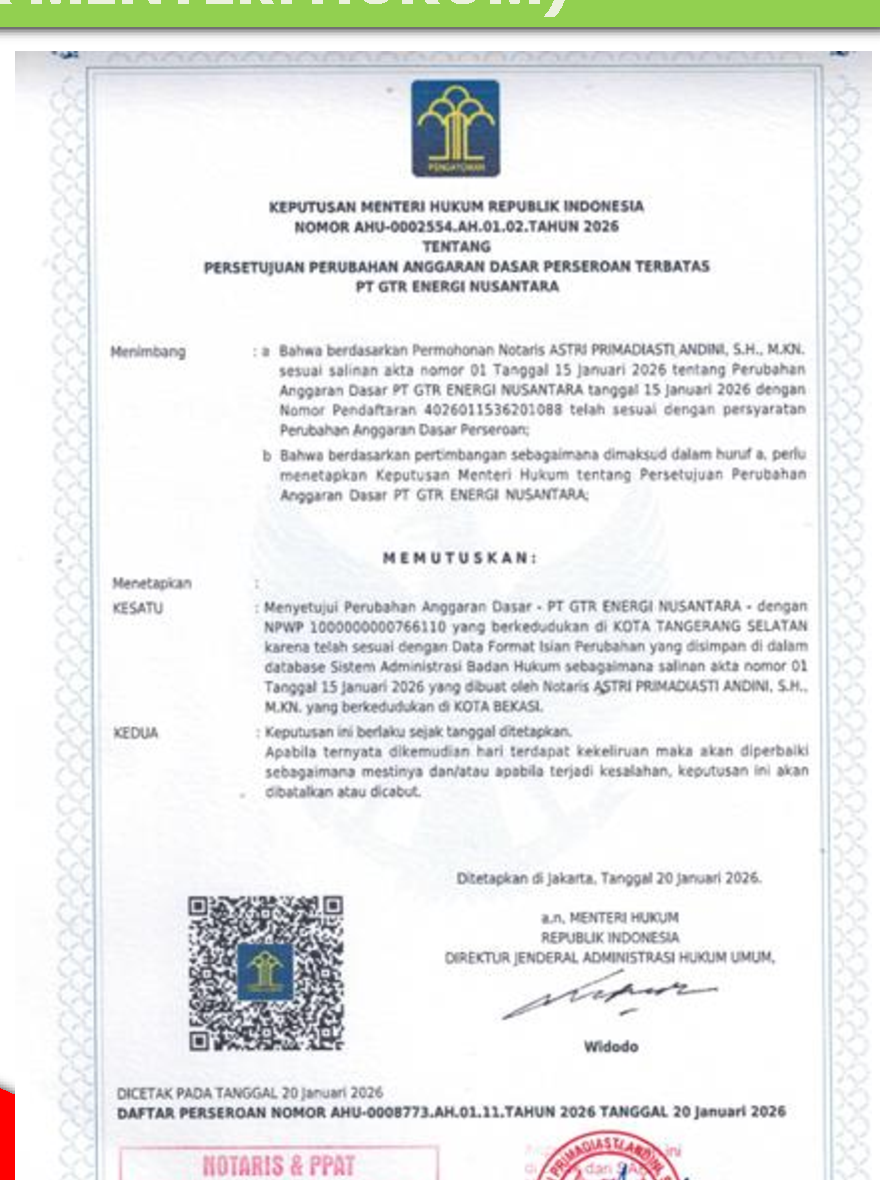 MENTERI HUKUM)
PENGAYOMAN
KEPUTUSAN MENTERI HUKUM REPUBLIK INDONESIA
NOMOR AHU-0002554.AH.01.02.TAHUN 2026
TENTANG
PERSETUJUAN PERUBAHAN ANGGARAN DASAR PERSEROAN TERBATAS
PT GTR ENERGI NUSANTARA
Menimbang : a Bahwa berdasarkan Permohonan Notaris ASTRI PRIMADIASTI ANDINI, S.H., M.KN.
sesuai salinan akta nomor 01 Tanggal 15 Januari 2026 tentang Perubahan
Anggaran Dasar PT GTR ENERGI NUSANTARA tanggal 15 Januari 2026 dengan
Nomor Pendaftaran 4026011536201088 telah sesuai dengan persyaratan
Perubahan Anggaran Dasar Perseroan;
b Bahwa berdasarkan pertimbangan sebagaimana dimaksud dalam huruf a, perlu
menetapkan Keputusan Menteri Hukum tentang Persetujuan Perubahan
Anggaran Dasar PT GTR ENERGI NUSANTARA;
MEMUTUSKAN:
Menetapkan :
KESATU : Menyetujui Perubahan Anggaran Dasar - PT GTR ENERGI NUSANTARA - dengan
NPWP 1000000000766110 yang berkedudukan di KOTA TANGERANG SELATAN
karena telah sesuai dengan Data Format Isian Perubahan yang disimpan di dalam
database Sistem Administrasi Badan Hukum sebagaimana salinan akta nomor 01
Tanggal 15 Januari 2026 yang dibuat oleh Notaris ASTRI PRIMADIASTI ANDINI, S.H.,
M.KN. yang berkedudukan di KOTA BEKASI.
KEDUA : Keputusan ini berlaku sejak tanggal ditetapkan.
Apabila ternyata dikemudian hari terdapat kekeliruan maka akan diperbaiki
sebagaimana mestinya dan/atau apabila terjadi kesalahan, keputusan ini akan
dibatalkan atau dicabut.
Ditetapkan di Jakarta, Tanggal 20 Januari 2026.
a.n. MENTERI HUKUM
REPUBLIK INDONESIA
DIREKTUR JENDERAL ADMINISTRASI HUKUM UMUM,
Widodo
DICETAK PADA TANGGAL 20 Januari 2026
DAFTAR PERSEROAN NOMOR AHU-0008773.AH.01.11.TAHUN 2026 TANGGAL 20 Januari 2026
NOTARIS & PPAT
PRIMADIASTI ANDINI, S
ini
dari